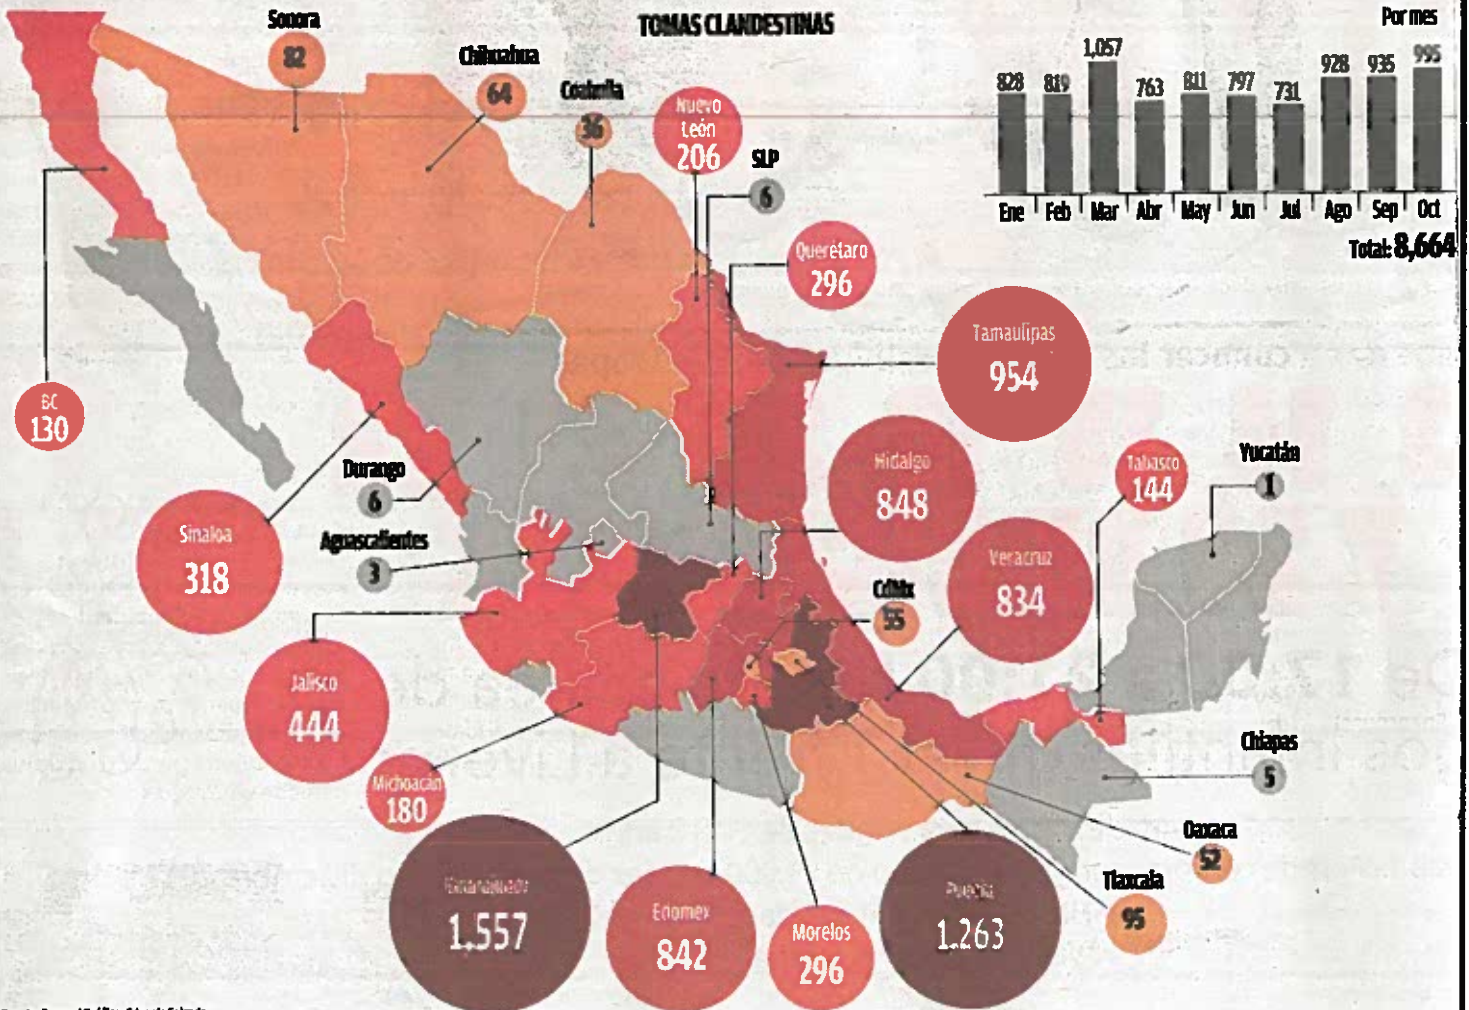 TOMAS CLANDESTINAS
Por mes
828
819
1,057
763
811
797
731
928
935
995
Ene
Feb
Mar
Abr
May
Jun
Jul
Ago
Sep
Oct
Total: 8,664
Sonora
82
Chihuahua
64
Coahuila
36
Nuevo
León
206
SLP
6
Querétaro
296
Tamaulipas
954
BC
130
Hidalgo
848
Durango
6
Tabasco
144
Yucatán
1
Sinaloa
318
Aguascalientes
3
Veracruz
834
CdMx
55
Jalisco
444
Michoacán
180
Chiapas
5
Oaxaca
52
Tlaxcala
95
Guanajuato
1.557
Edomex
842
Morelos
296
Puebla
1.263